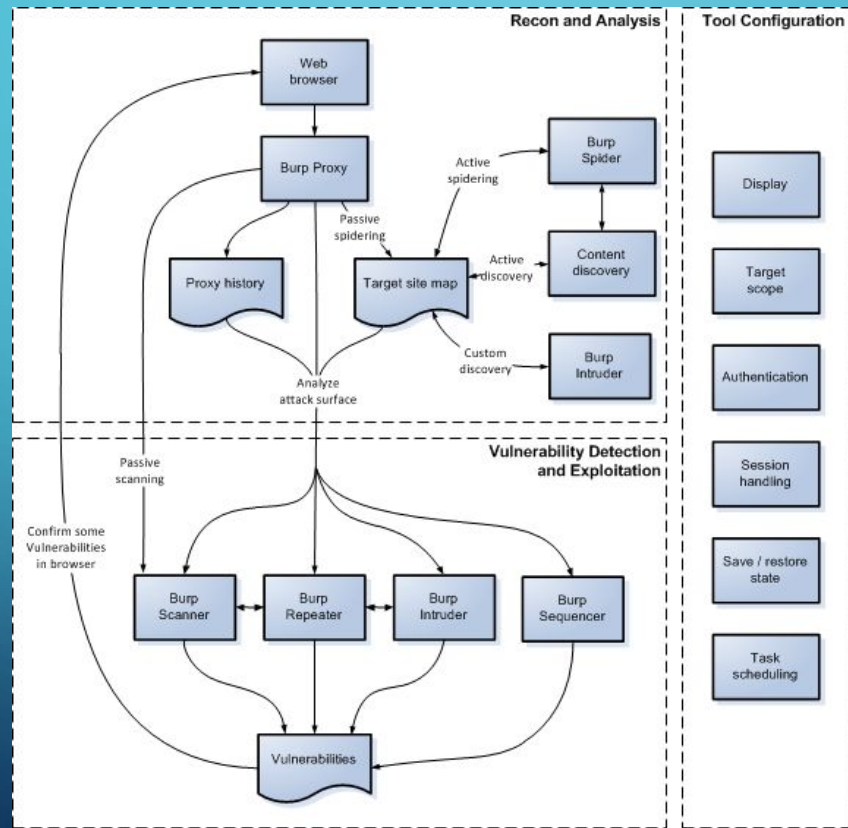 Recon and Analysis
Tool Configuration
Web
browser
Burp Proxy
Burp
Spider
Active
spidering
Passive
spidering
Display
Proxy history
Target site map
Active
discovery
Content
discovery
Target
scope
Custom
discovery
Burp
Intruder
Analyze
attack surface
Authentication
Vulnerability Detection
and Exploitation
Passive
scanning
Session
handling
Confirm some
Vulnerabilities
in browser
Burp
Scanner
Burp
Repeater
Burp
Intruder
Burp
Sequencer
Save / restore
state
Task
scheduling
Vulnerabilities